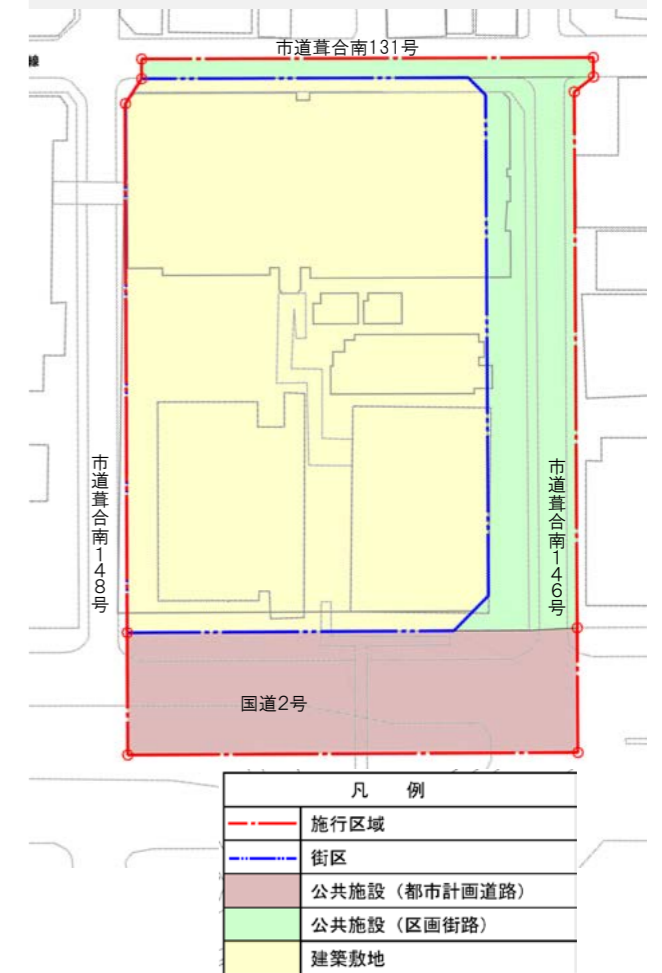 市道葺合南131号
線
市道葺合南148号
市道葺合南146号
国道2号
凡 例
施行区域
街区
公共施設（都市計画道路）
公共施設（区画街路）
建築敷地